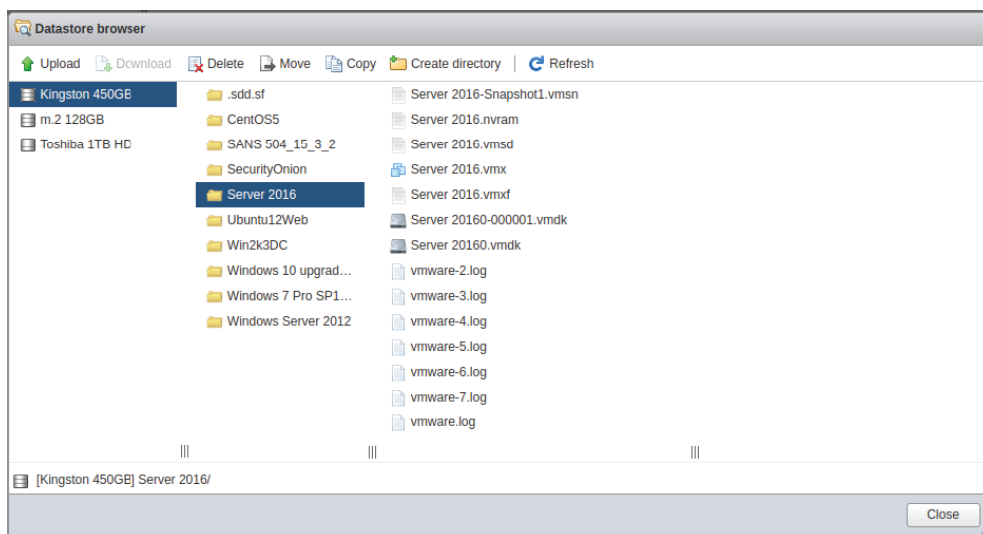 Datastore browser
Upload Download Delete Move Copy Create directory Refresh
Kingston 450GB .sdd.sf Server 2016-Snapshot1.vmsn
m.2 128GB CentOS5 Server 2016.nvram
Toshiba 1TB HD SANS 504_15_3_2 Server 2016.vmsd
SecurityOnion Server 2016.vmx
Server 2016 Server 2016.vmxf
Ubuntu12Web Server 20160-000001.vmdk
Win2k3DC Server 20160.vmdk
Windows 10 upgrad... vmware-2.log
Windows 7 Pro SP1... vmware-3.log
Windows Server 2012 vmware-4.log
vmware-5.log
vmware-6.log
vmware-7.log
vmware.log
[Kingston 450GB] Server 2016/
Close